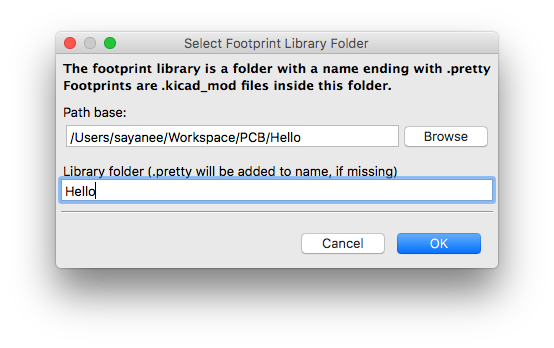 Select Footprint Library Folder
The footprint library is a folder with a name ending with .pretty
Footprints are .kicad_mod files inside this folder.
Path base:
/Users/sayanee/Workspace/PCB/Hello
Browse
Library folder (.pretty will be added to name, if missing)
Hello
Cancel
OK